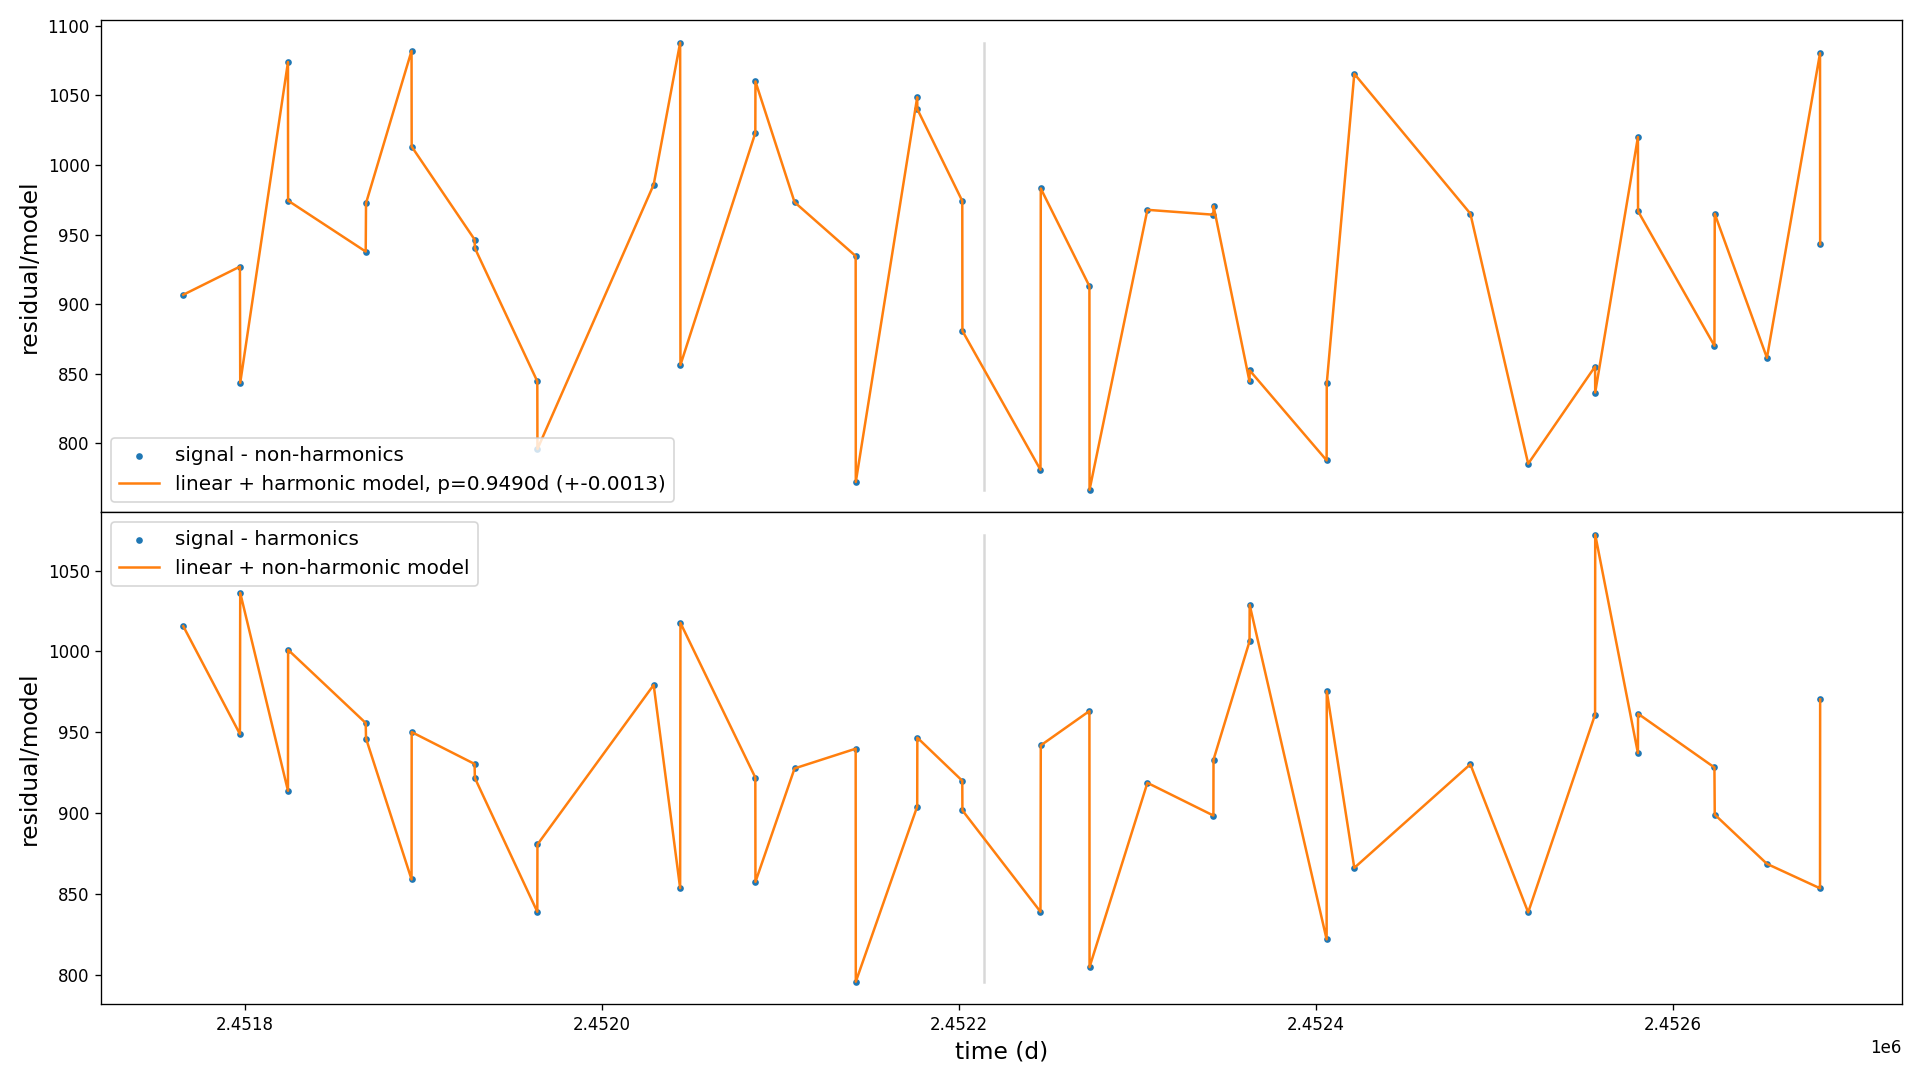 1100
1050
1000
950
900
850
800
residual/model
signal - non-harmonics
linear + harmonic model, p=0.9490d (+-0.0013)
signal - harmonics
linear + non-harmonic model
1050
1000
950
900
850
800
residual/model
2.4518
2.4520
2.4522
2.4524
2.4526
time (d)
1e6